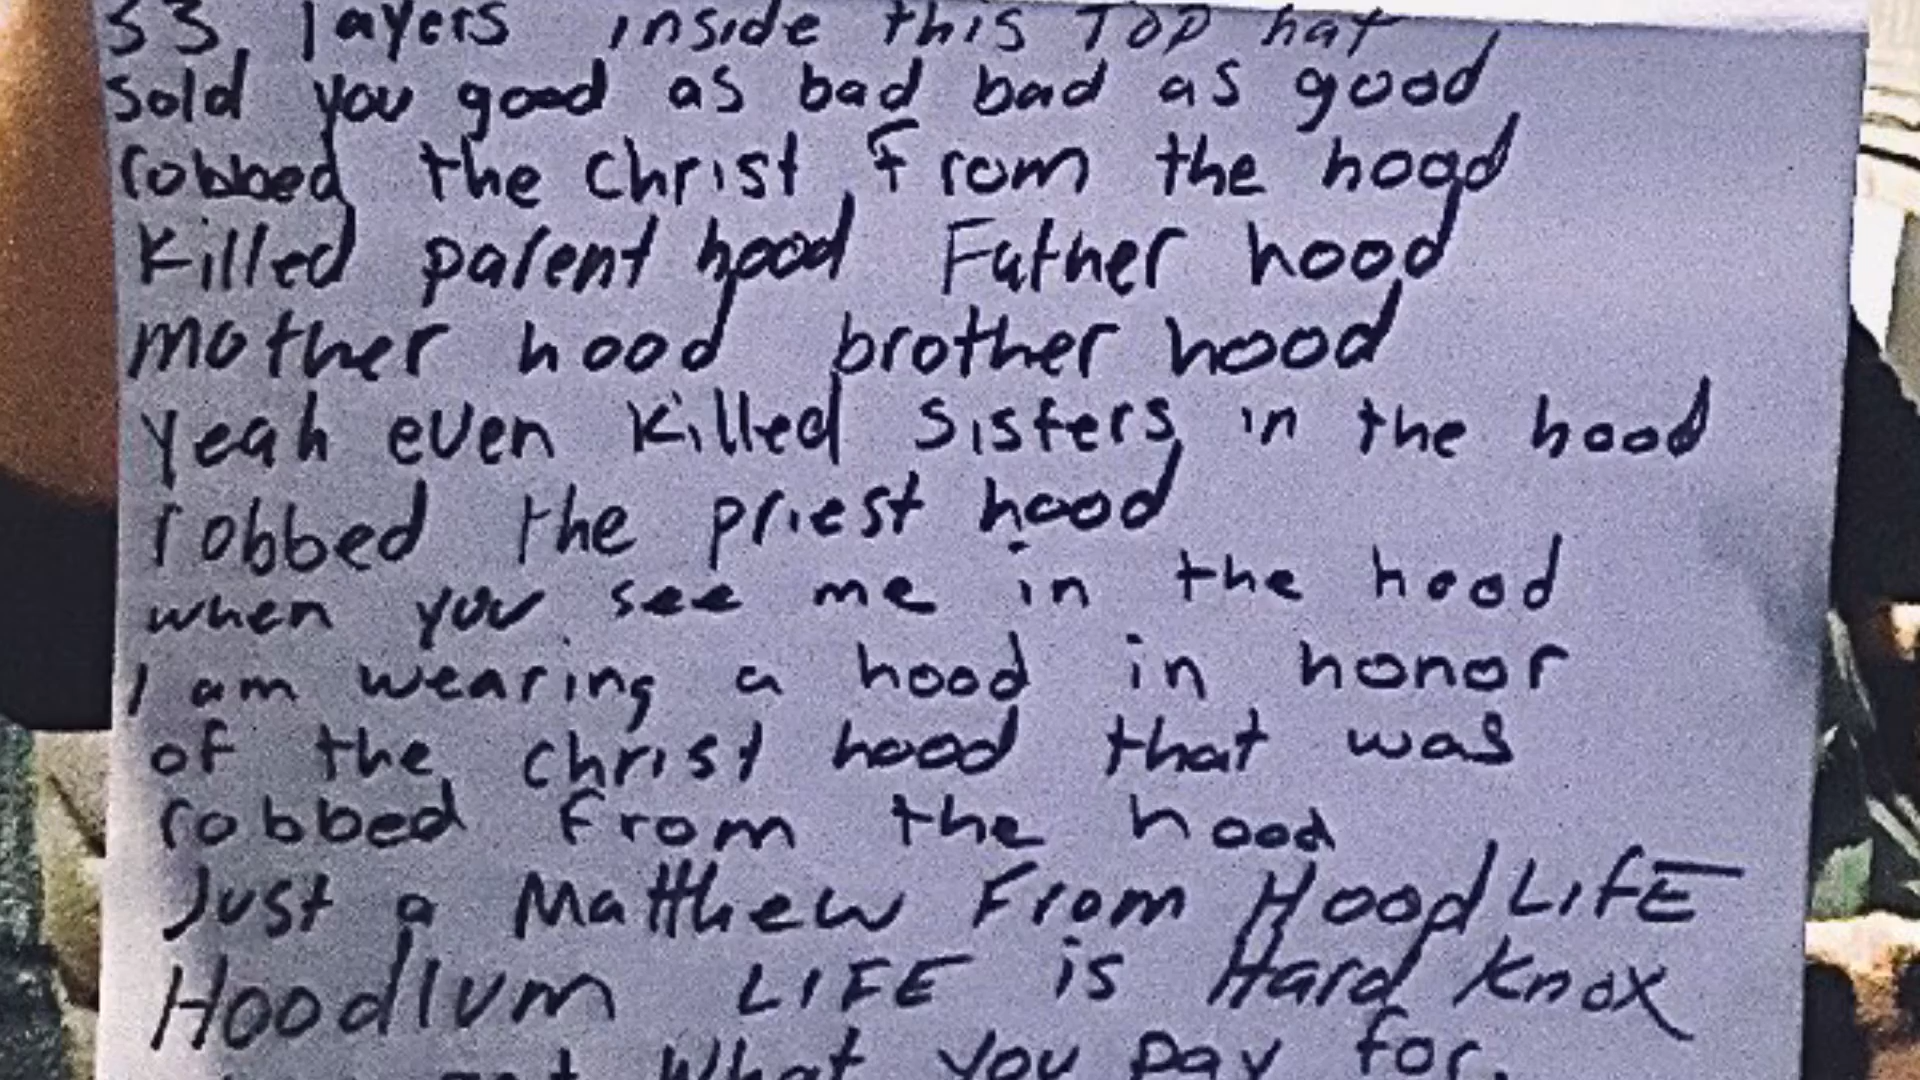 33 layers inside this Top hat
Sold you good as bad bad as good
robbed the christ from the hood
Killed parent hood Father hood
mother hood brother hood
yeah even killed sisters in the hood
robbed the priest hood
when you see me in the hood
I am wearing a hood in honor
of the christ hood that was
robbed from the hood
Just a Matthew From Hood LIFE
Hoodlum LIFE is Hard Knox
what you pay for.